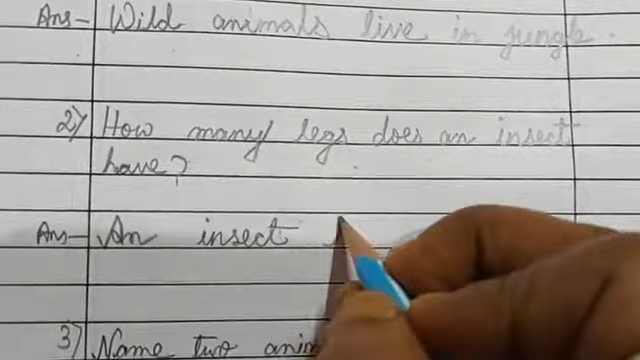 Ans- Wild animals live in jungle.
2) How many legs does an insect
have?
Ans- An insect
3) Name two